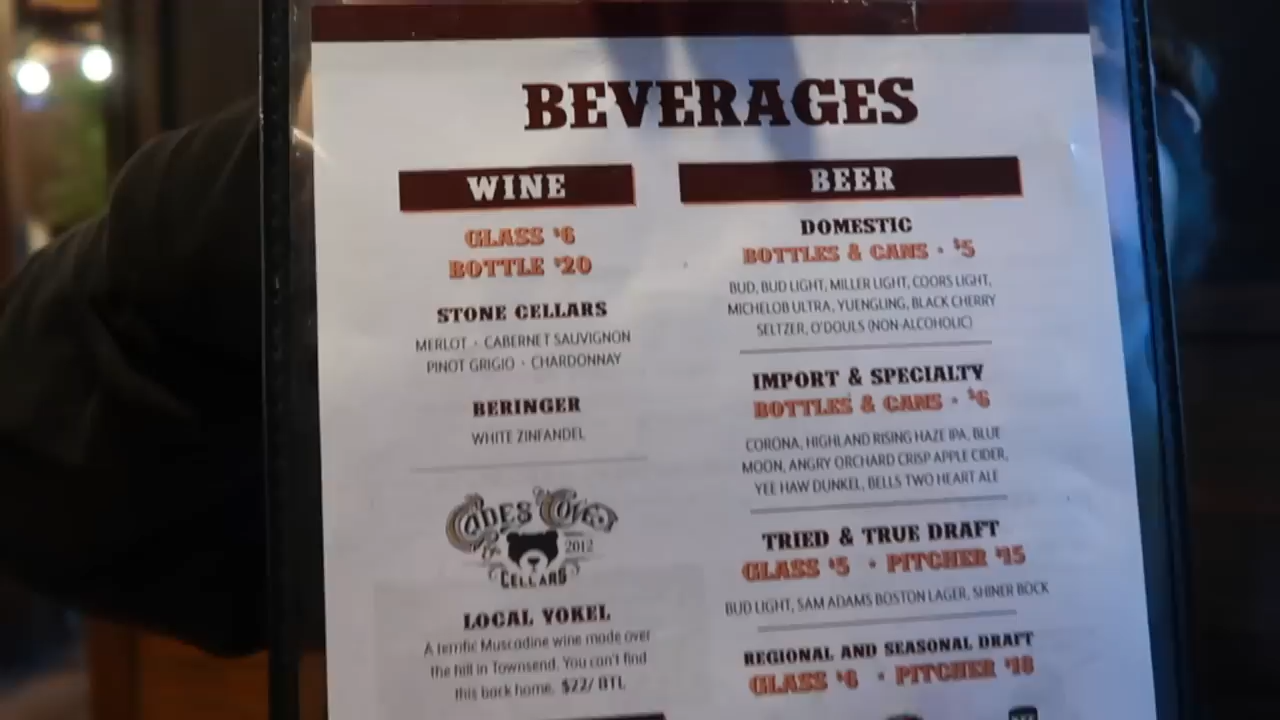 BEVERAGES
WINE
GLASS $6
BOTTLE $20
STONE CELLARS
MERLOT • CABERNET SAUVIGNON
PINOT GRIGIO • CHARDONNAY
BERINGER
WHITE ZINFANDEL
CADES COVE
2012
CELLARS
LOCAL YOKEL
A terrific Muscadine wine made over
the hill in Townsend. You can't find
this back home. $22/ BTL
BEER
DOMESTIC
BOTTLES & CANS • $5
BUD, BUD LIGHT, MILLER LIGHT, COORS LIGHT,
MICHELOB ULTRA, YUENGLING, BLACK CHERRY
SELTZER, O'DOULS (NON-ALCOHOLIC)
IMPORT & SPECIALTY
BOTTLES & CANS • $6
CORONA, HIGHLAND RISING HAZE IPA, BLUE
MOON, ANGRY ORCHARD CRISP APPLE CIDER,
YEE HAW DUNKEL, BELLS TWO HEART ALE
TRIED & TRUE DRAFT
GLASS $5 • PITCHER $15
BUD LIGHT, SAM ADAMS BOSTON LAGER, SHINER BOCK
REGIONAL AND SEASONAL DRAFT
GLASS $6 • PITCHER $18